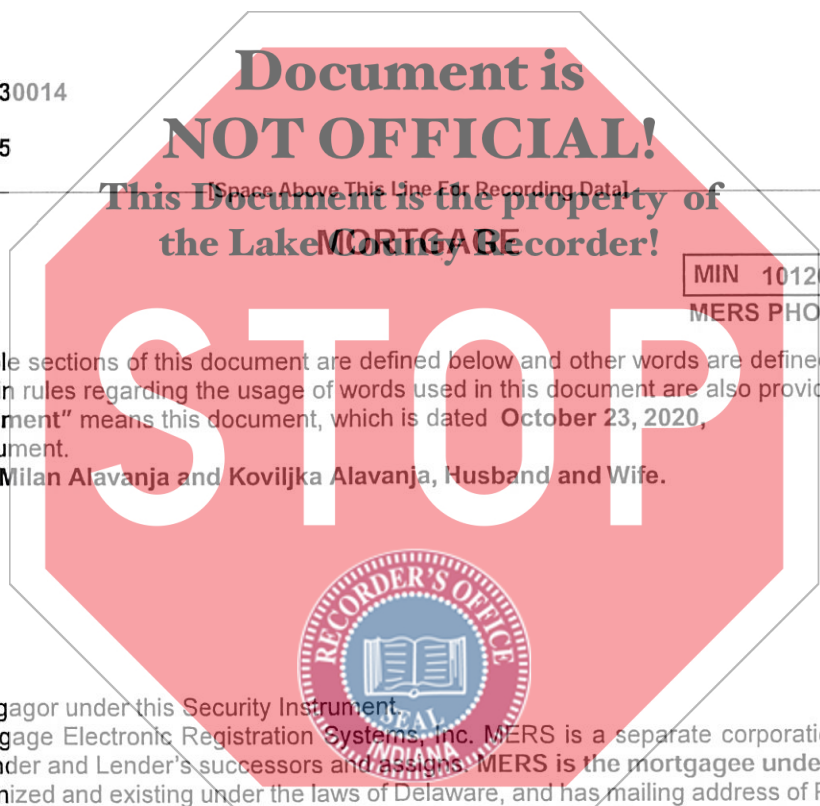 Document is
30014
NOT OFFICIAL!
5
This Document is the property of
[Space Above This Line For Recording Data]
the Lake County Recorder!
MORTGAGE
MIN 1012
MERS PHO
STOP
le sections of this document are defined below and other words are define
n rules regarding the usage of words used in this document are also provi
ment” means this document, which is dated October 23, 2020,
ument.
Milan Alavanja and Koviljka Alavanja, Husband and Wife.
RECORDER'S OFFICE
SEAL
INDIANA
gagor under this Security Instrument.
gage Electronic Registration Systems, Inc. MERS is a separate corporati
der and Lender's successors and assigns. MERS is the mortgagee unde
nized and existing under the laws of Delaware, and has mailing address of P